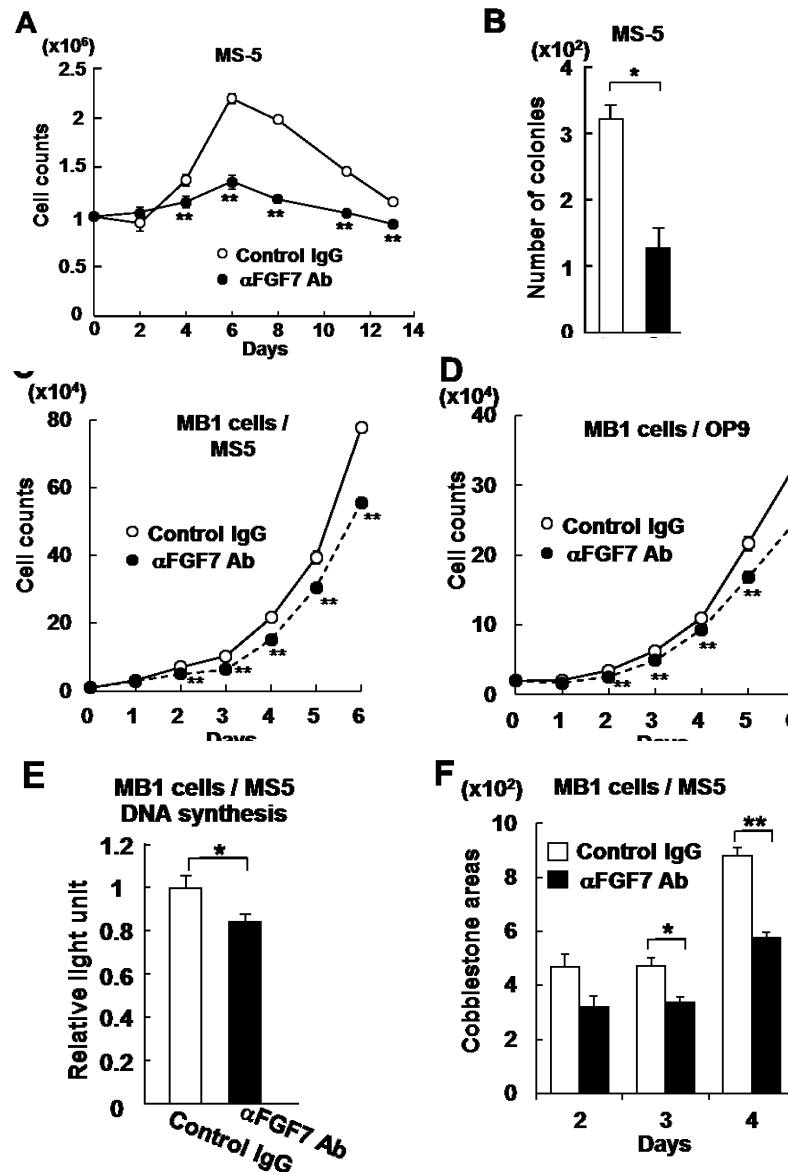 A
(x10⁶)
MS-5
2.5
2
1.5
1
0.5
0
Cell counts
**
**
**
**
**
Control IgG
αFGF7 Ab
0 2 4 6 8 10 12 14
Days
B
(x10²)
MS-5
4
3
2
1
0
Number of colonies
*
(x10⁴)
MB1 cells /
MS5
80
60
40
20
0
Cell counts
Control IgG
αFGF7 Ab
**
**
**
**
**
0 1 2 3 4 5 6
Days
D
(x10⁴)
MB1 cells / OP9
40
30
20
10
0
Cell counts
Control IgG
αFGF7 Ab
**
**
**
**
0 1 2 3 4 5
Days
E
MB1 cells / MS5
DNA synthesis
1.2
1
0.8
0.6
0.4
0.2
0
Relative light unit
*
Control IgG
αFGF7 Ab
F
(x10²)
MB1 cells / MS5
10
8
6
4
2
0
Cobblestone areas
Control IgG
αFGF7 Ab
*
**
2 3 4
Days